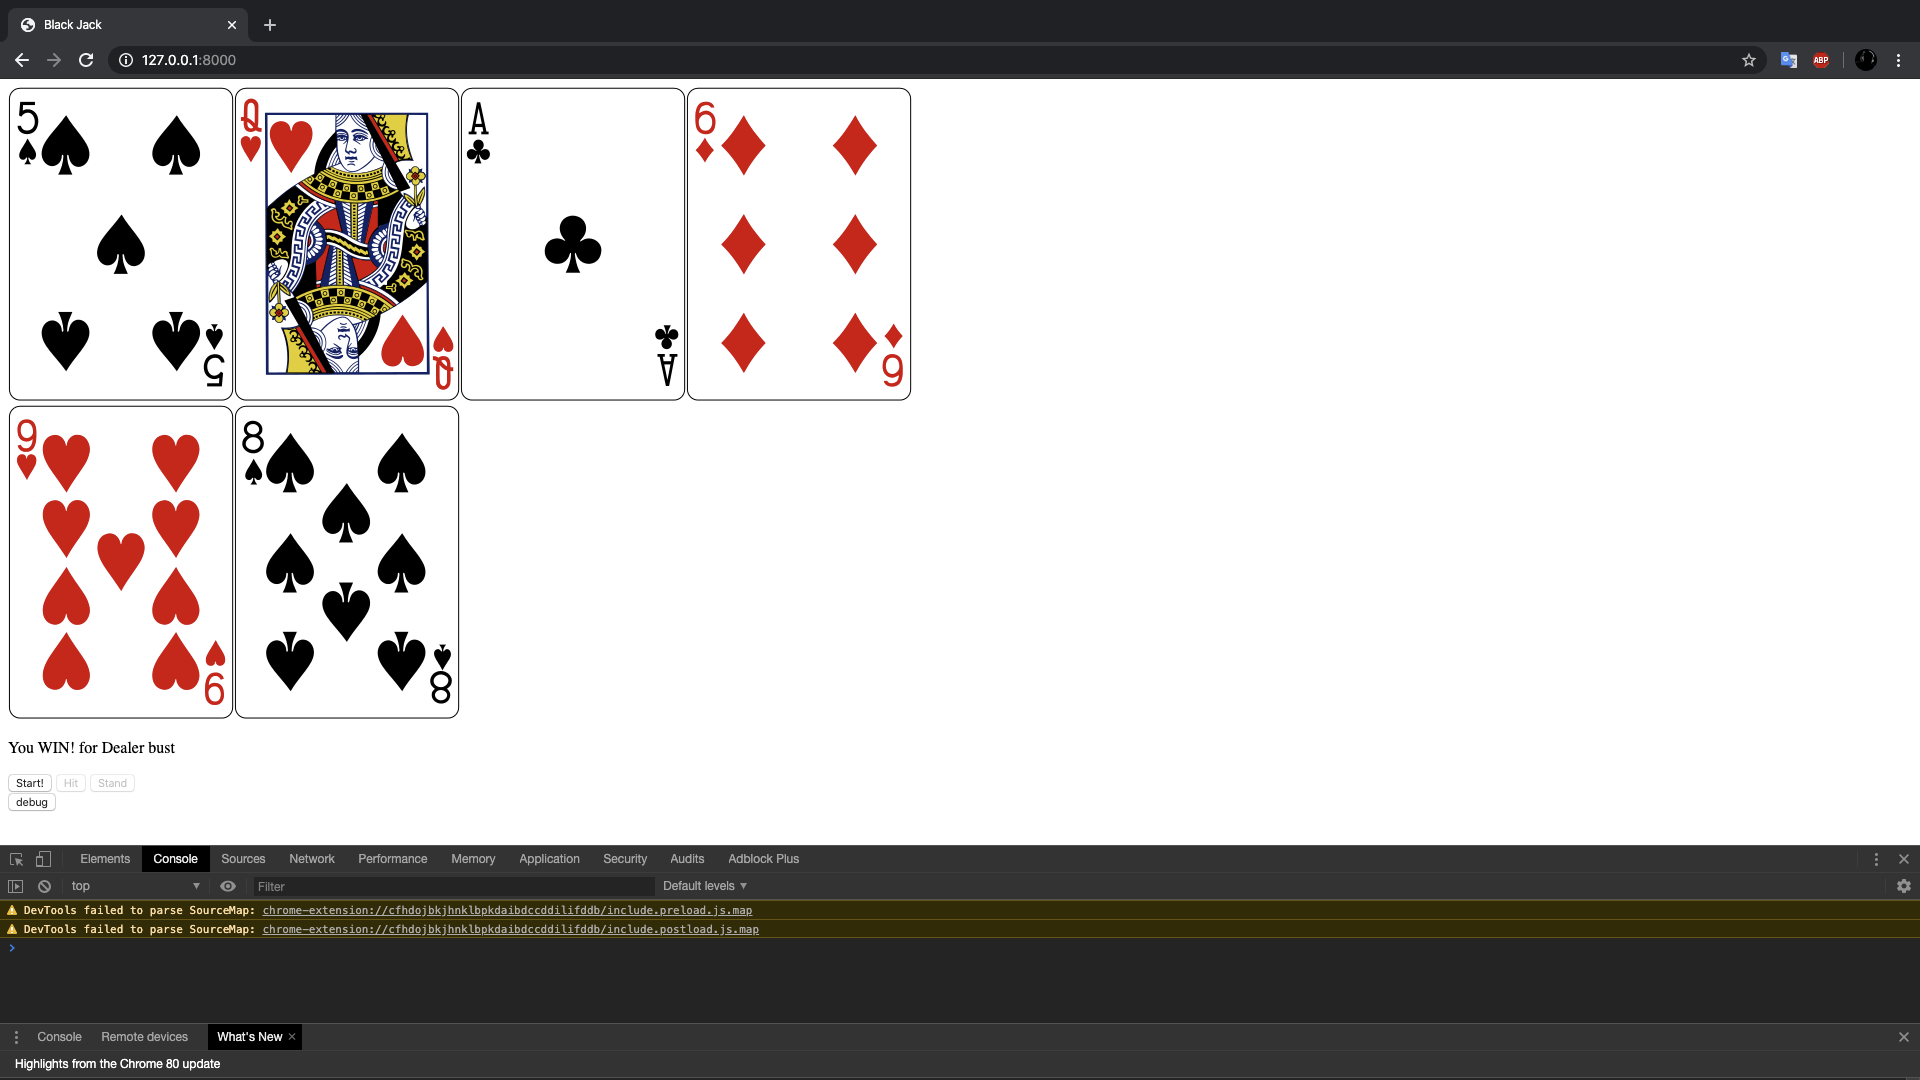 Black Jack
127.0.0.1:8000
ABP
5 Q A 6
5 Q A 6
9 8
9 8
You WIN! for Dealer bust
Start! Hit Stand
debug
Elements Console Sources Network Performance Memory Application Security Audits Adblock Plus
top Filter Default levels
DevTools failed to parse SourceMap: chrome-extension://cfhdojbkjhnklbpkdaibdccddilifddb/include.preload.js.map
DevTools failed to parse SourceMap: chrome-extension://cfhdojbkjhnklbpkdaibdccddilifddb/include.postload.js.map
Console Remote devices What's New
Highlights from the Chrome 80 update